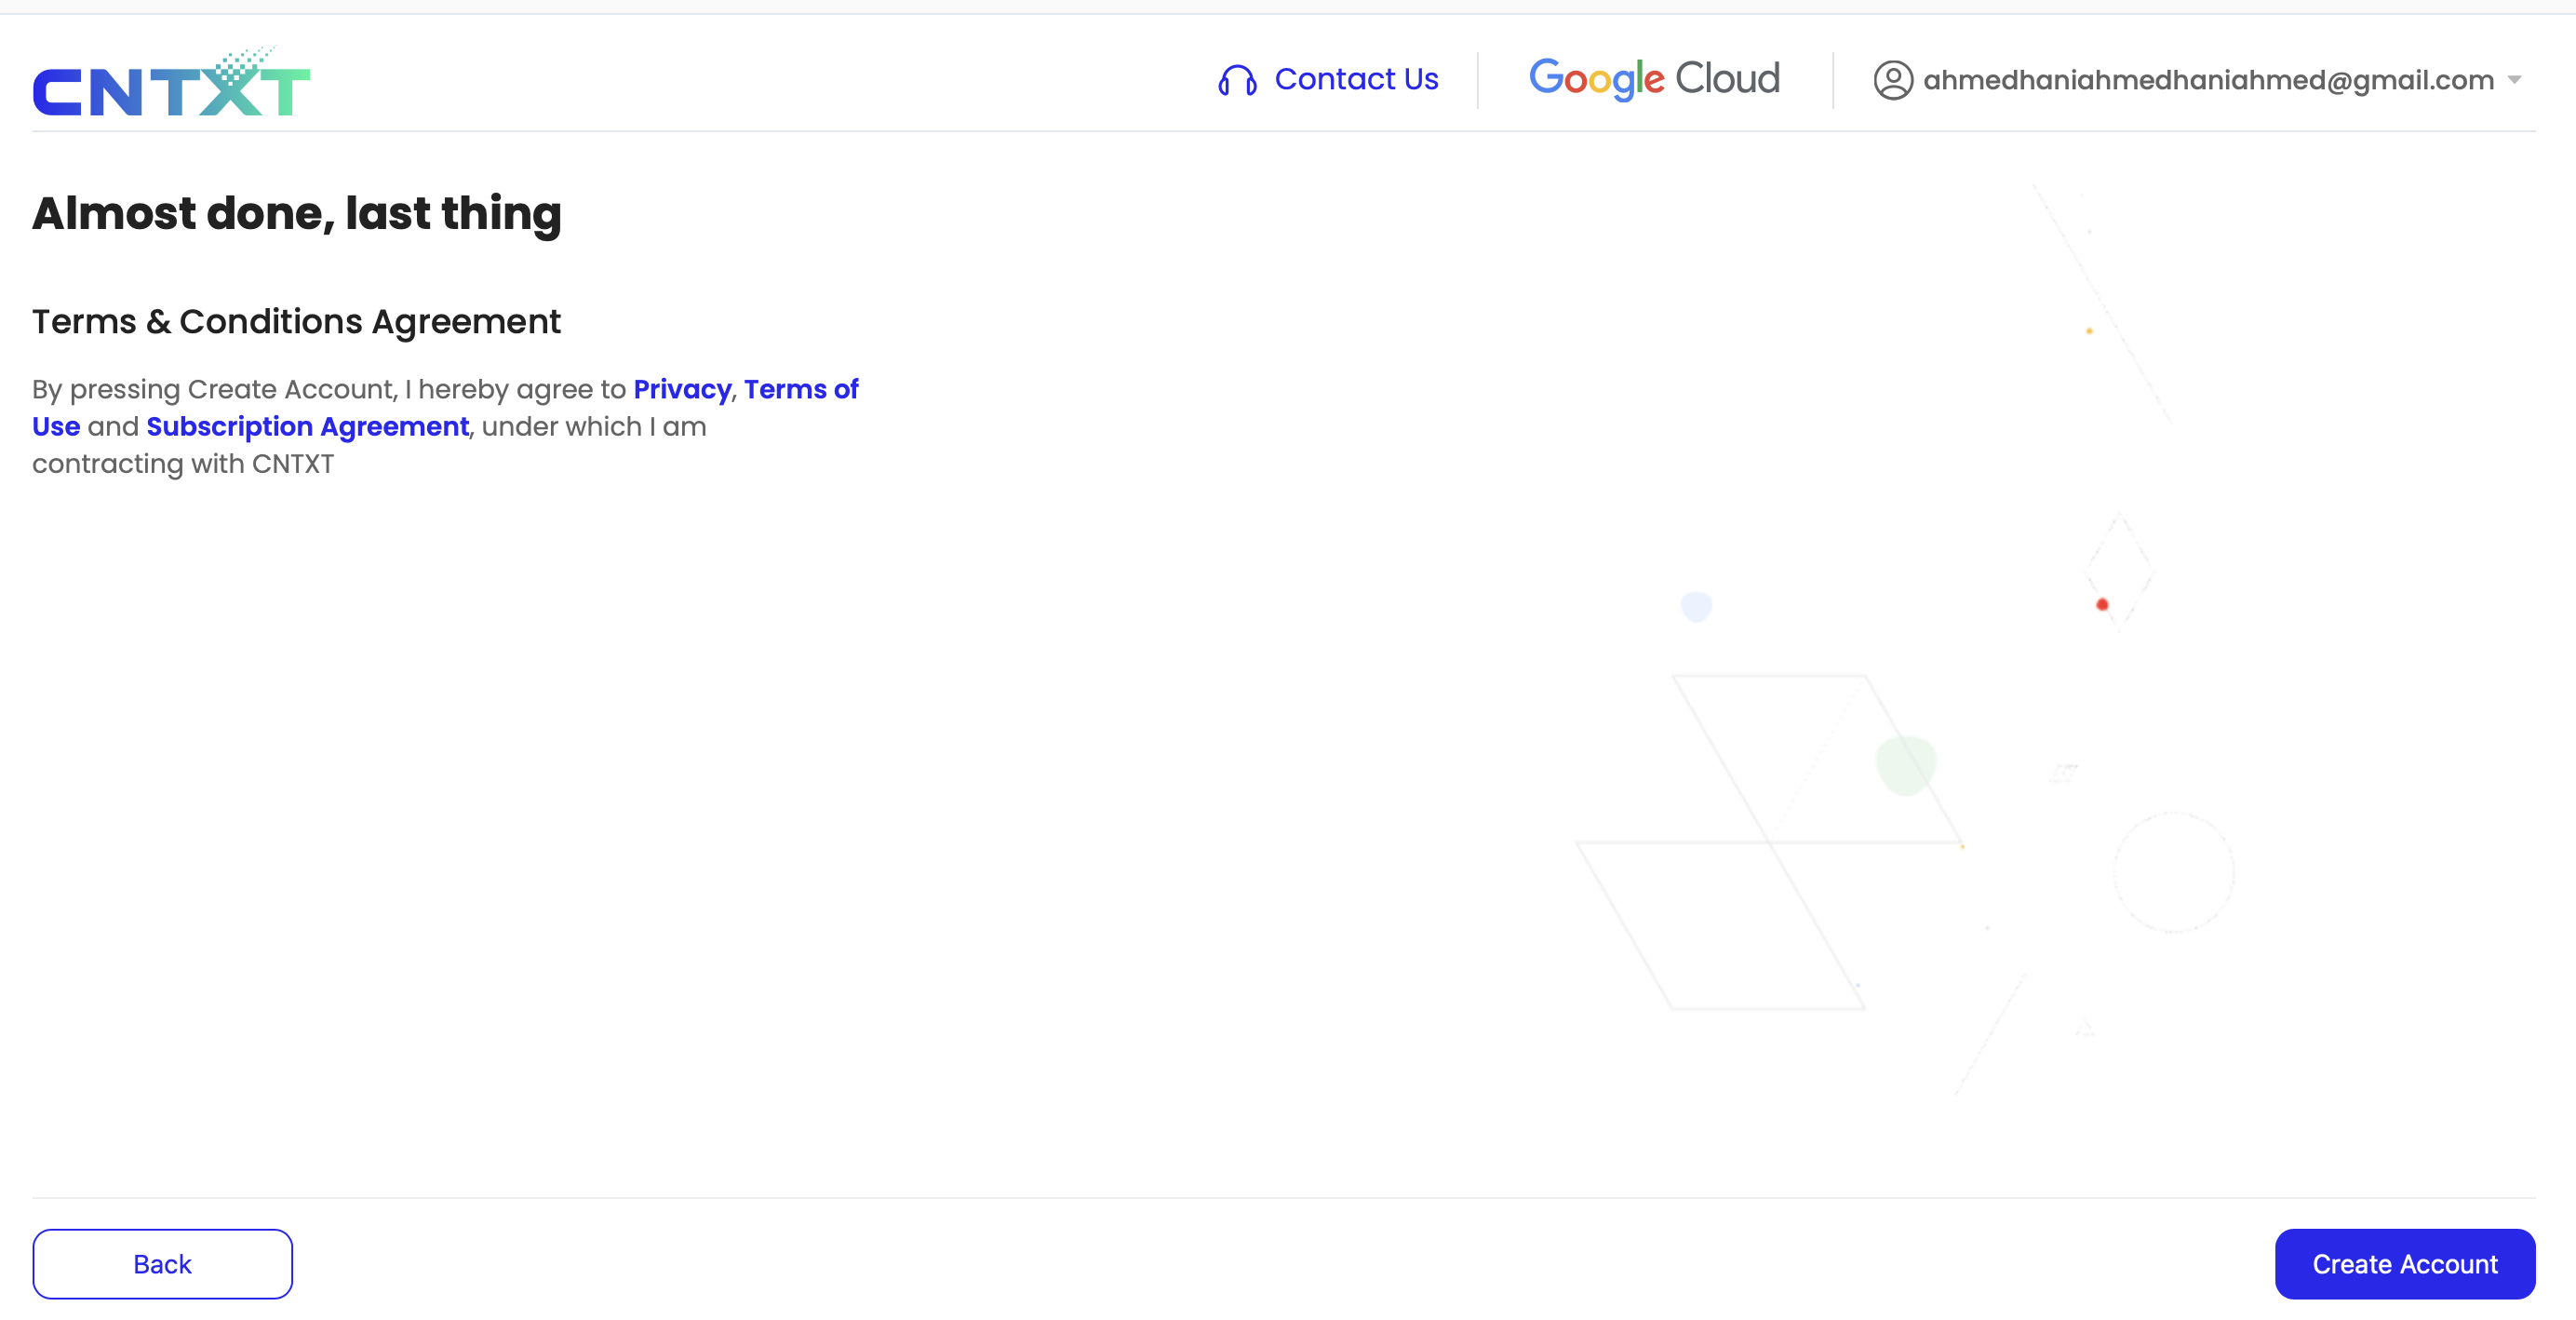 CNTXT
Contact Us
Google Cloud
ahmedhaniahmedhaniahmed@gmail.com
Almost done, last thing
Terms & Conditions Agreement
By pressing Create Account, I hereby agree to Privacy, Terms of
Use and Subscription Agreement, under which I am
contracting with CNTXT
Back
Create Account